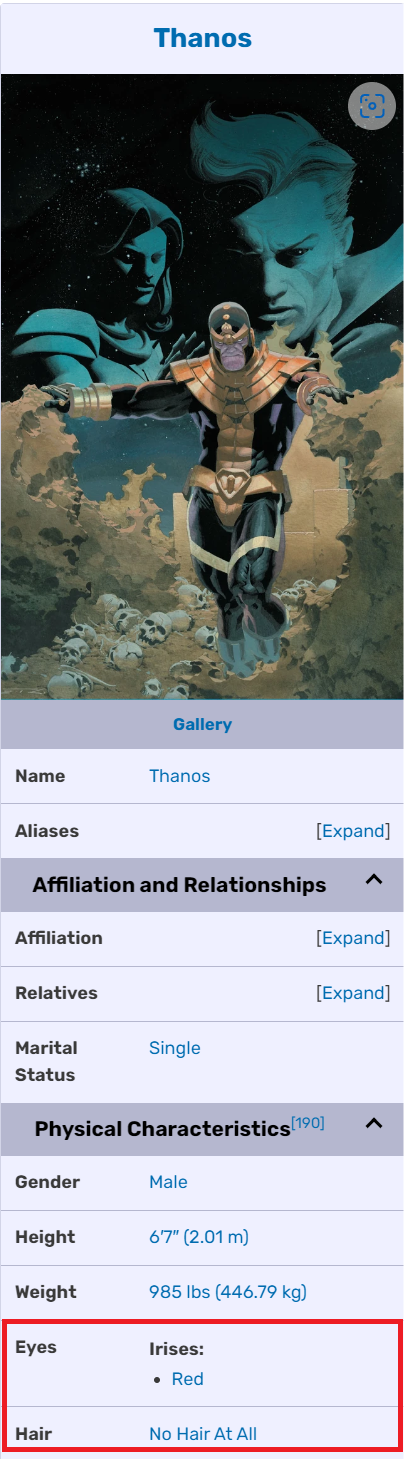 Thanos
Gallery
Name Thanos
Aliases [Expand]
Affiliation and Relationships
Affiliation [Expand]
Relatives [Expand]
Marital Status Single
Physical Characteristics[190]
Gender Male
Height 6'7" (2.01 m)
Weight 985 lbs (446.79 kg)
Eyes Irises:
• Red
Hair No Hair At All